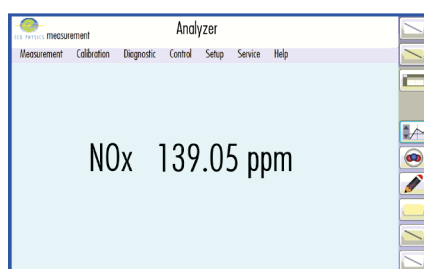 Analyzer
ECO PHYSICS measurement
Measurement Calibration Diagnostic Control Setup Service Help
NOx 139.05 ppm